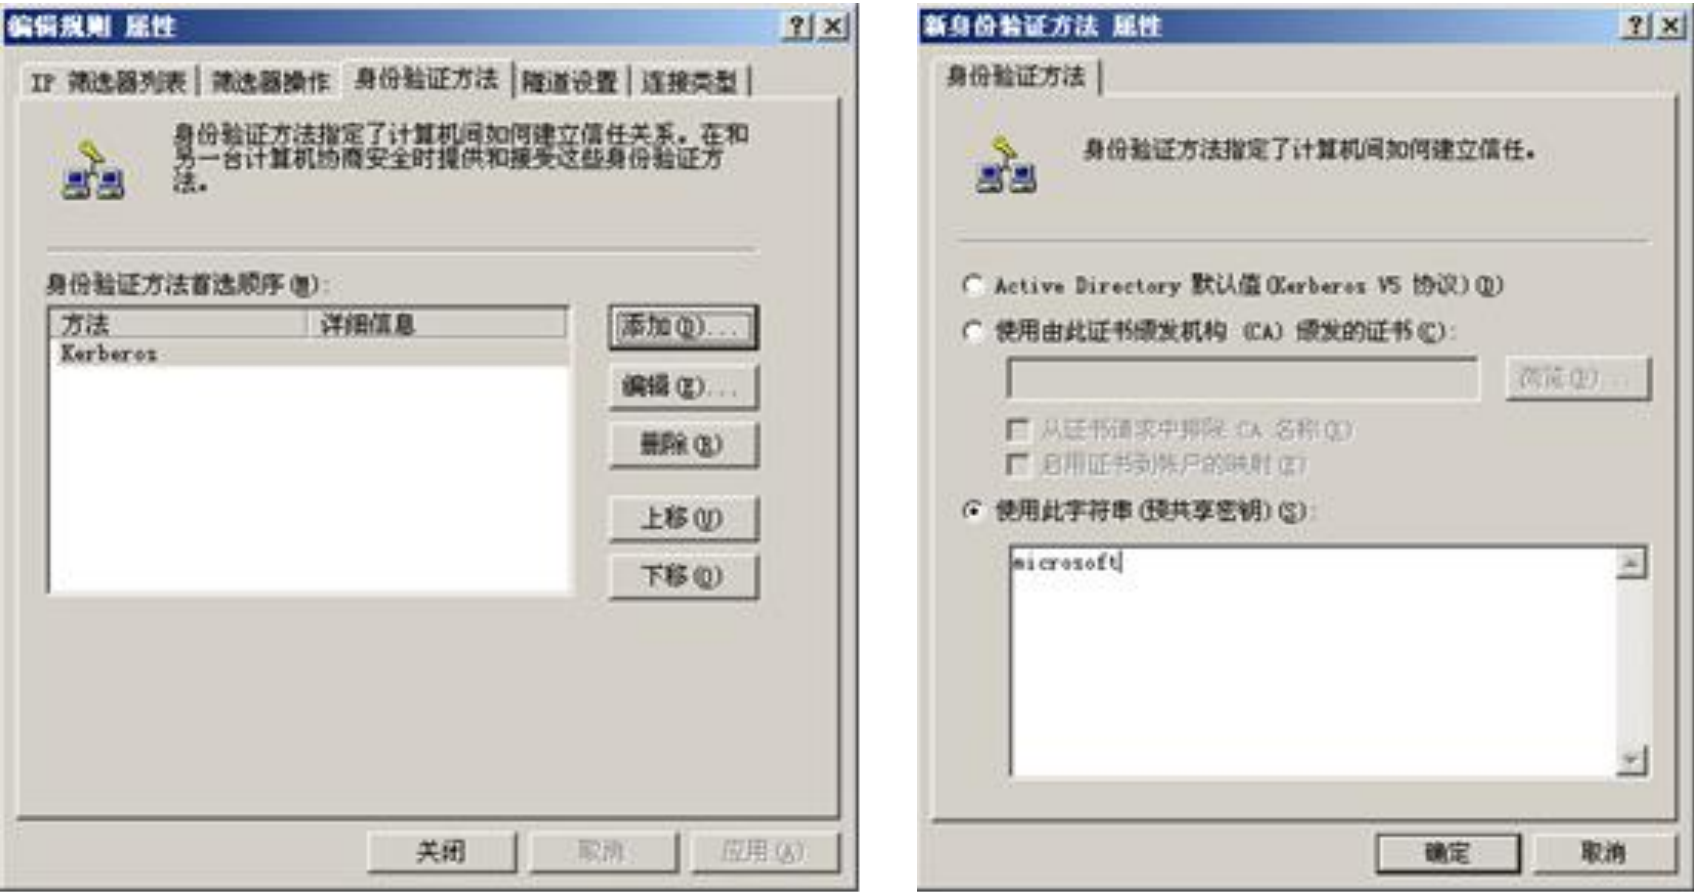 编辑规则 属性
IP 筛选器列表 筛选器操作 身份验证方法 隧道设置 连接类型
身份验证方法指定了计算机间如何建立信任关系。在和
另一台计算机协商安全时提供和接受这些身份验证方
法。
身份验证方法首选顺序(M):
方法 详细信息
Kerberos
添加(D)...
编辑(E)...
删除(R)
上移(U)
下移(O)
关闭 取消 应用(A)
新身份验证方法 属性
身份验证方法
身份验证方法指定了计算机间如何建立信任。
Active Directory 默认值(Kerberos V5 协议)(D)
使用由此证书颁发机构 (CA) 颁发的证书(C):
浏览(B)...
从证书请求中排除 CA 名称(X)
启用证书到帐户的映射(E)
使用此字符串(预共享密钥)(S):
microsoft
确定 取消